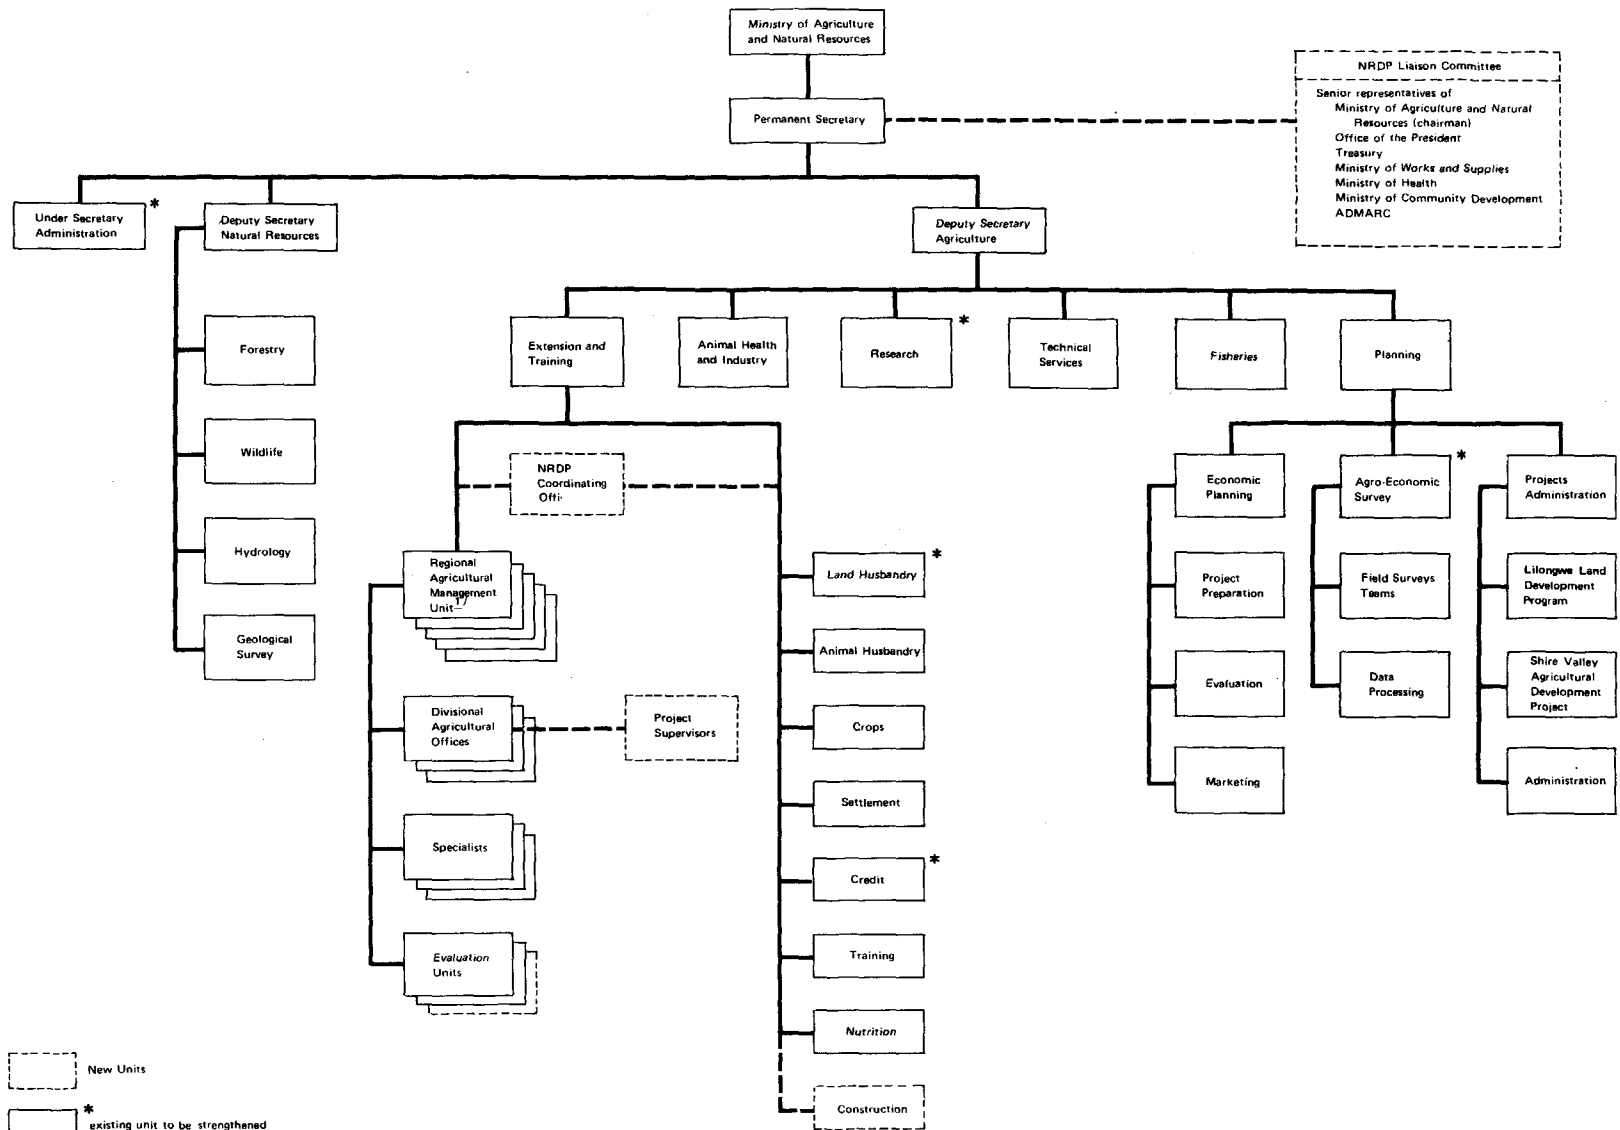 Ministry of Agriculture
and Natural Resources
NRDP Liaison Committee
Senior representatives of
Ministry of Agriculture and Natural
Resources (chairman)
Office of the President
Treasury
Ministry of Works and Supplies
Ministry of Health
Ministry of Community Development
ADMARC
Permanent Secretary
Under Secretary
Administration
*
Deputy Secretary
Natural Resources
Deputy Secretary
Agriculture
Forestry
Wildlife
Hydrology
Geological
Survey
Extension and
Training
Animal Health
and Industry
Research
*
Technical
Services
Fisheries
Planning
NRDP
Coordinating
Offi
Regional
Agricultural
Management
Unit 1/
Divisional
Agricultural
Offices
Project
Supervisors
Specialists
Evaluation
Units
Land Husbandry
*
Animal Husbandry
Crops
Settlement
Credit
*
Training
Nutrition
Construction
Economic
Planning
Project
Preparation
Evaluation
Marketing
Agro-Economic
Survey
*
Field Surveys
Teams
Data
Processing
Projects
Administration
Lilongwe Land
Development
Program
Shire Valley
Agricultural
Development
Project
Administration
New Units
*
existing unit to be strengthened